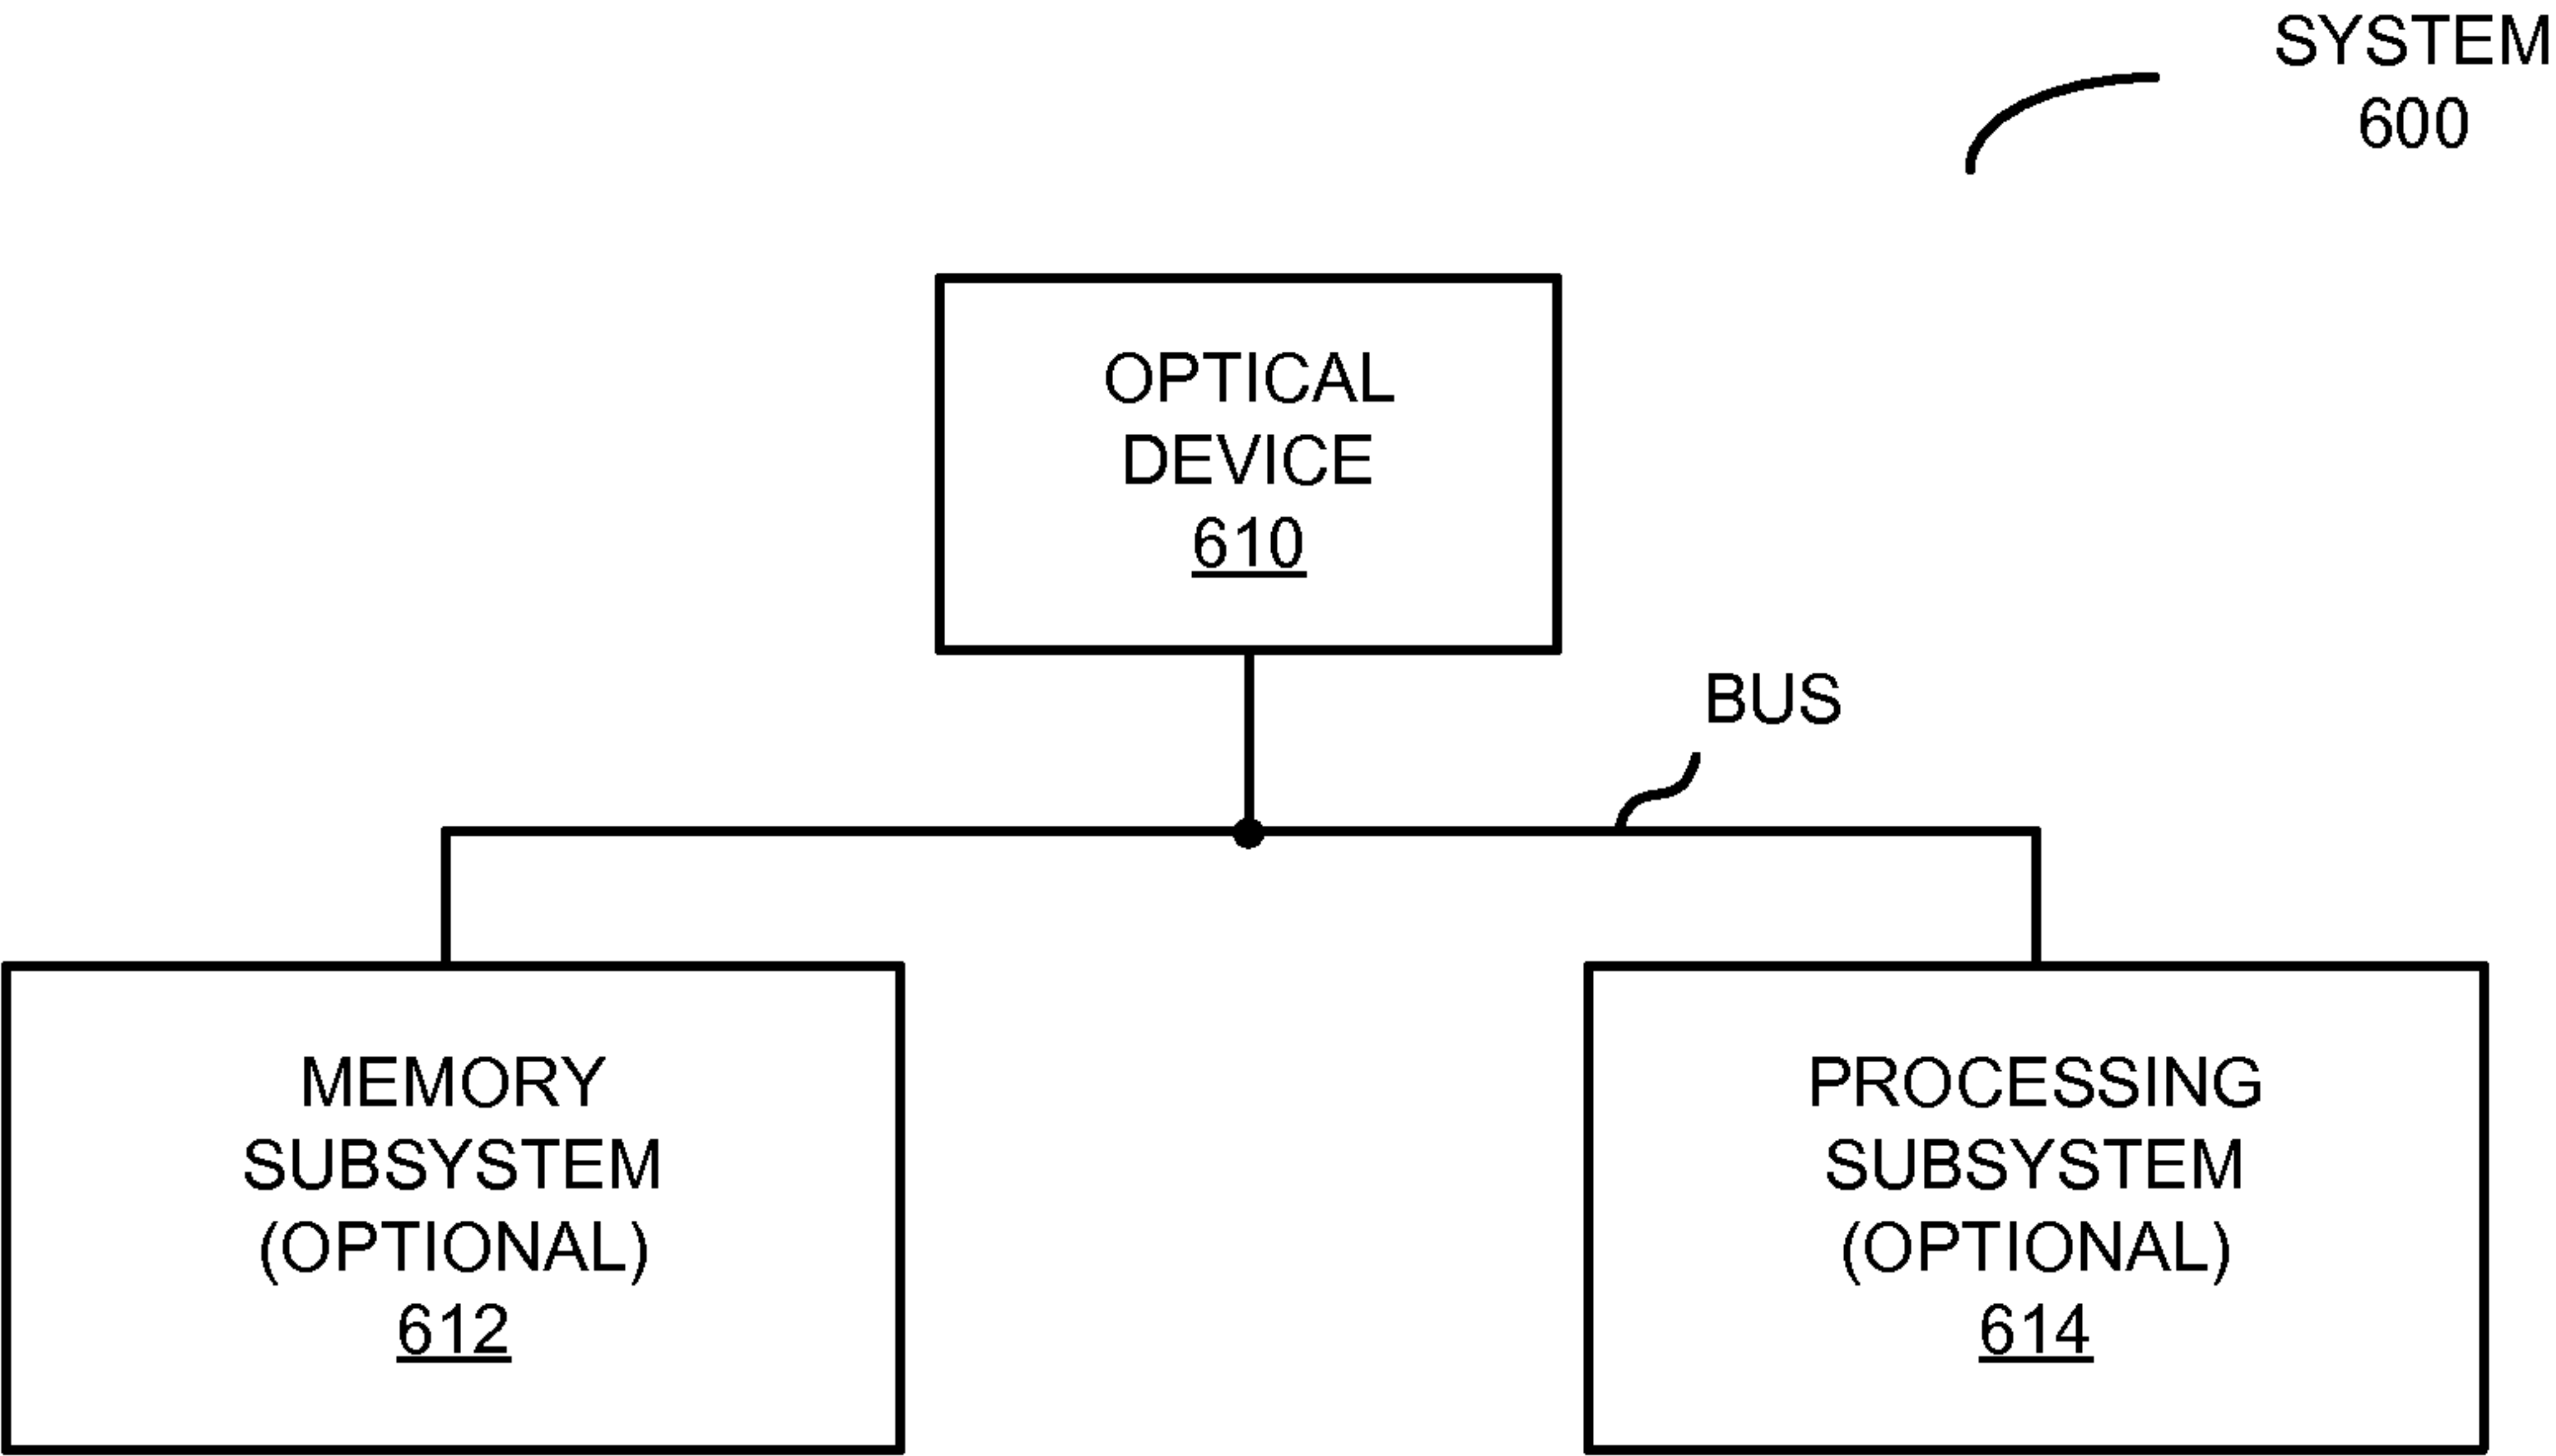 SYSTEM
600
OPTICAL
DEVICE
610
BUS
MEMORY
SUBSYSTEM
(OPTIONAL)
612
PROCESSING
SUBSYSTEM
(OPTIONAL)
614